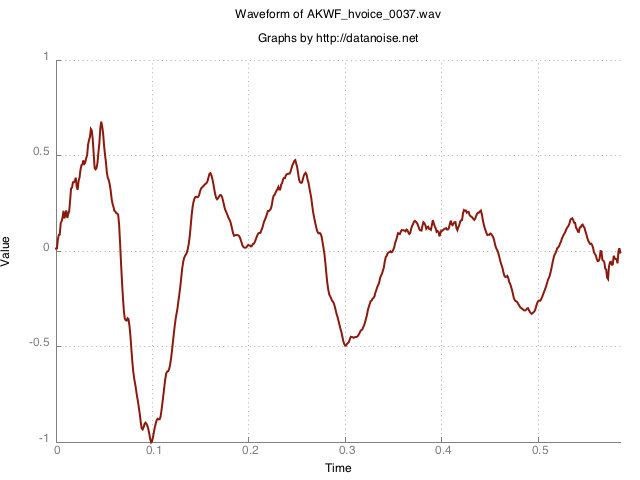 Waveform of AKWF_hvoice_0037.wav
Graphs by http://datanoise.net
1
0.5
0
-0.5
-1
Value
0 0.1 0.2 0.3 0.4 0.5
Time